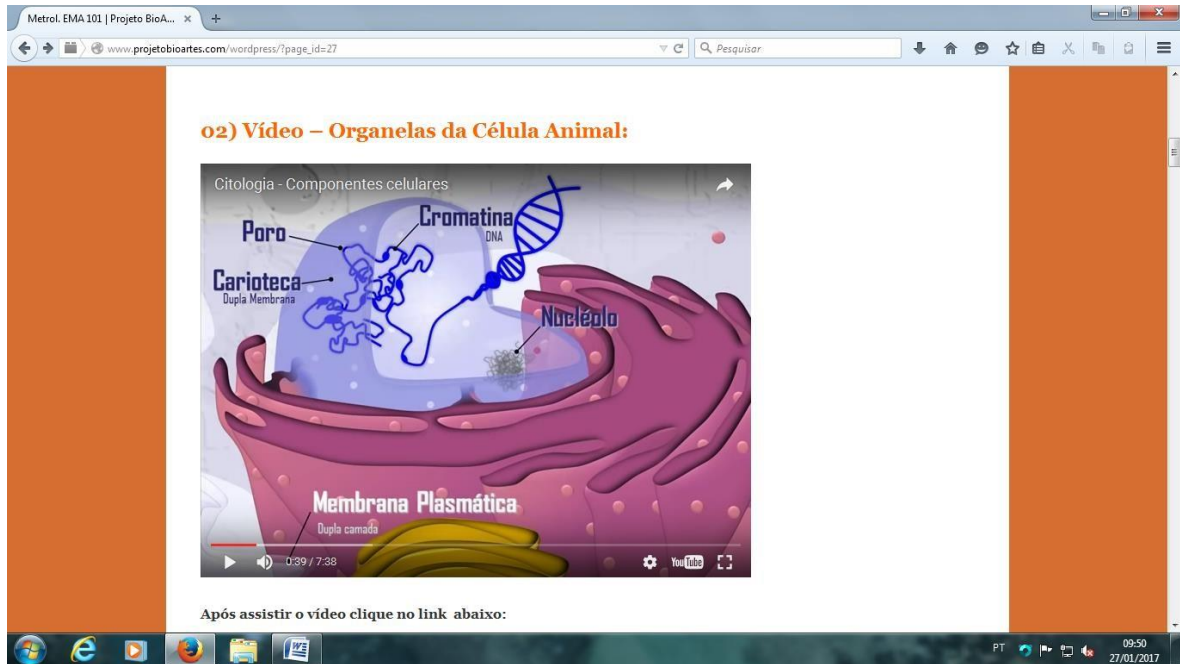 Metrol. EMA 101 | Projeto BioA...
www.projetobioartes.com/wordpress/?page_id=27
Pesquisar
02) Vídeo – Organelas da Célula Animal:
Citologia - Componentes celulares
Cromatina
DNA
Poro
Carioteca
Dupla Membrana
Nucléolo
Membrana Plasmática
Dupla camada
0:39 / 7:38
YouTube
Após assistir o vídeo clique no link abaixo:
PT
09:50
27/01/2017